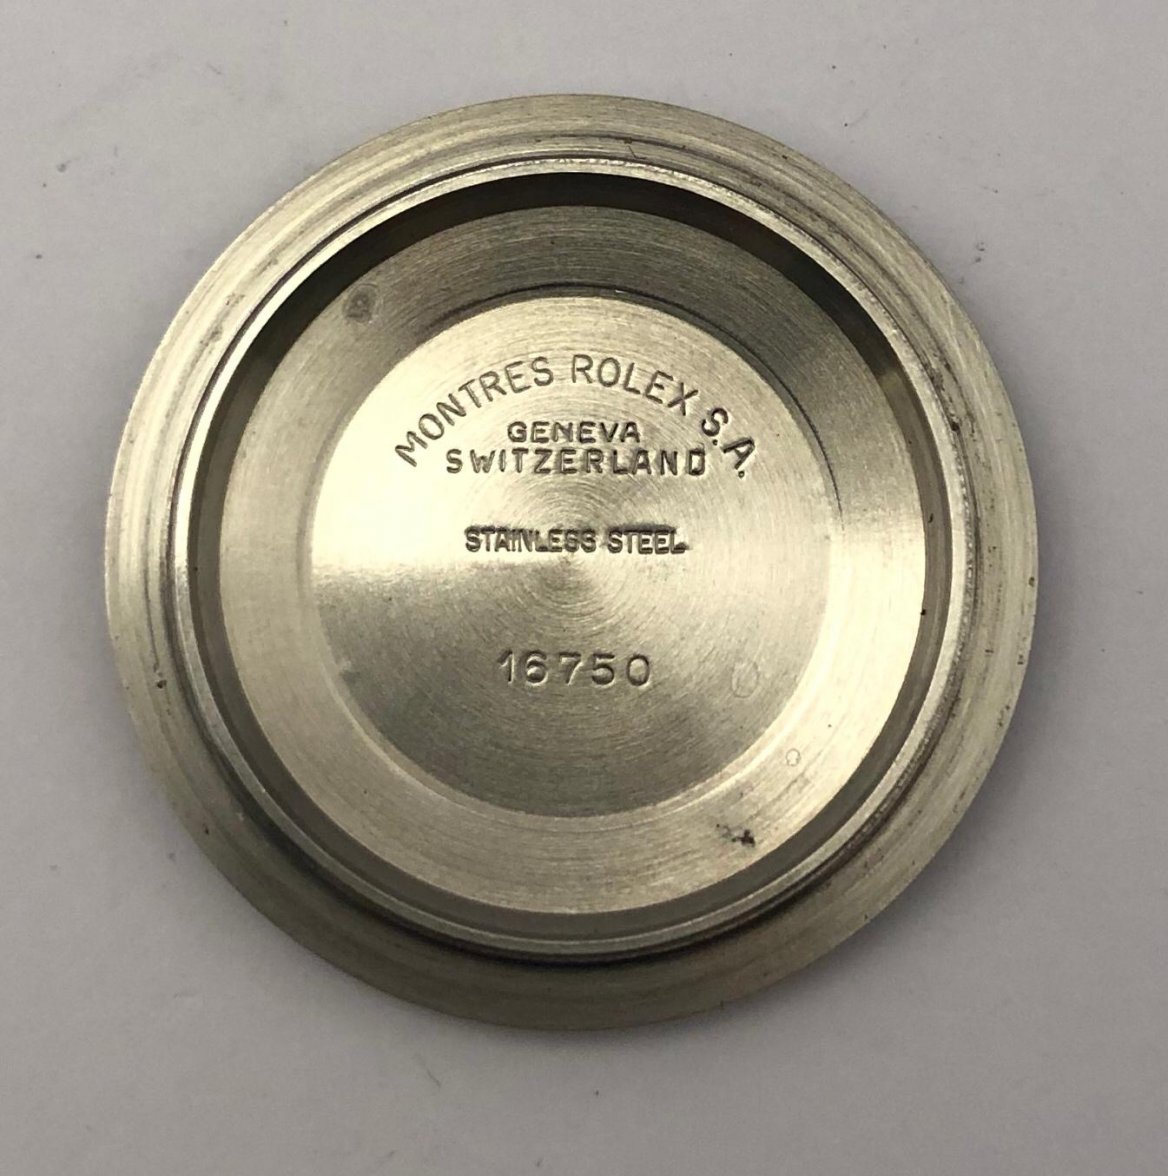 MONTRES ROLEX S.A.
GENEVA
SWITZERLAND
STAINLESS STEEL
16750